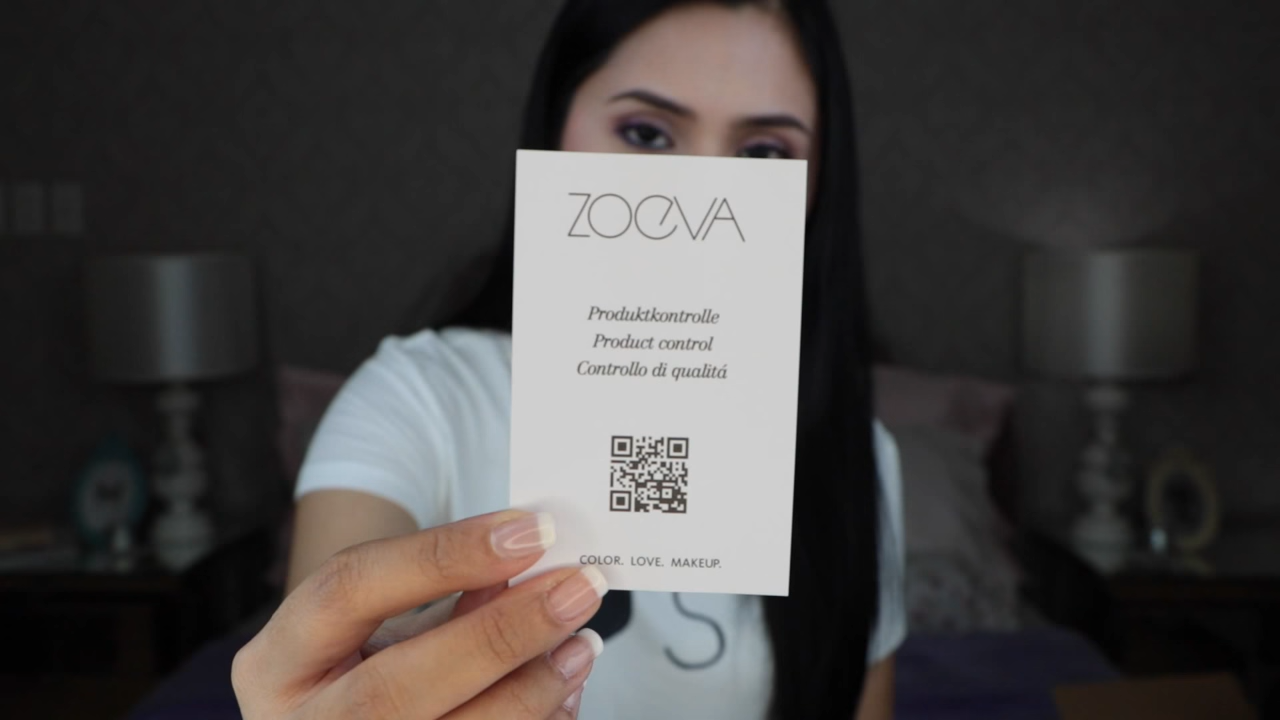 ZOEVA
Produktkontrolle
Product control
Controllo di qualitá
COLOR. LOVE. MAKEUP.
S